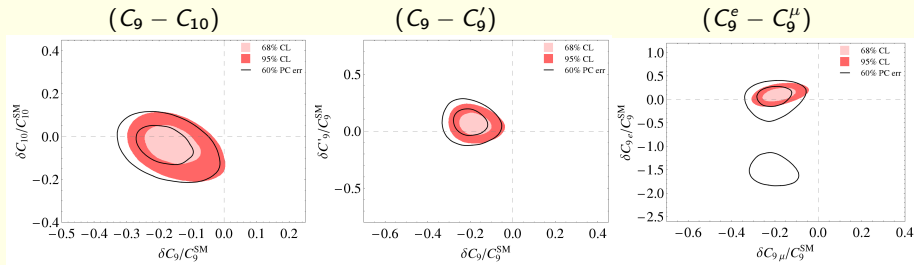 (C₉ − C₁₀)
(C₉ − C₉′)
(C₉ᵉ − C₉ᵘ)
0.4
0.2
0.0
-0.2
-0.4
δC₁₀/C₁₀ˢᴹ
68% CL
95% CL
60% PC err
-0.5 -0.4 -0.3 -0.2 -0.1 0.0 0.1 0.2
δC₉/C₉ˢᴹ
0.5
0.0
-0.5
δC'₉/C₉ˢᴹ
68% CL
95% CL
60% PC err
-0.6 -0.4 -0.2 0.0 0.2 0.4
δC₉/C₉ˢᴹ
1.0
0.5
0.0
-0.5
-1.0
-1.5
-2.0
-2.5
δC₉ₑ/C₉ˢᴹ
68% CL
95% CL
60% PC err
-0.6 -0.4 -0.2 0.0 0.2 0.4
δC₉μ/C₉ˢᴹ